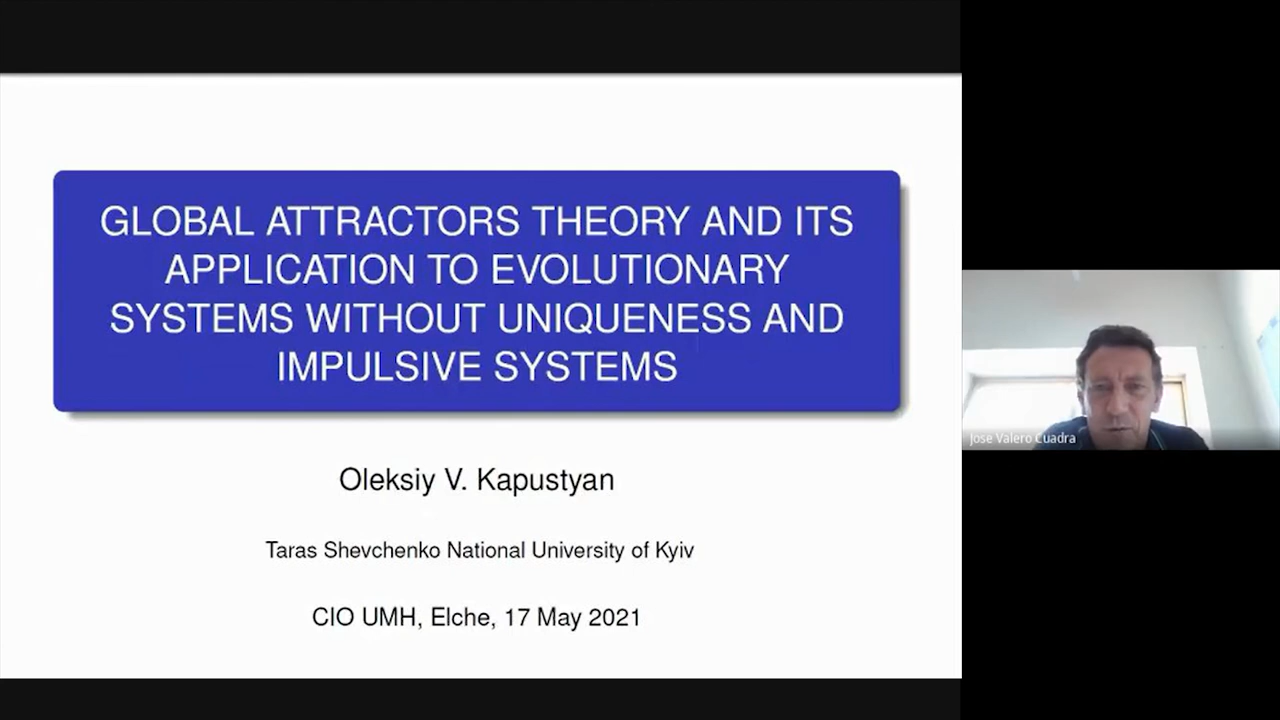 GLOBAL ATTRACTORS THEORY AND ITS
APPLICATION TO EVOLUTIONARY
SYSTEMS WITHOUT UNIQUENESS AND
IMPULSIVE SYSTEMS
Oleksiy V. Kapustyan
Taras Shevchenko National University of Kyiv
CIO UMH, Elche, 17 May 2021
Jose Valero Cuadra